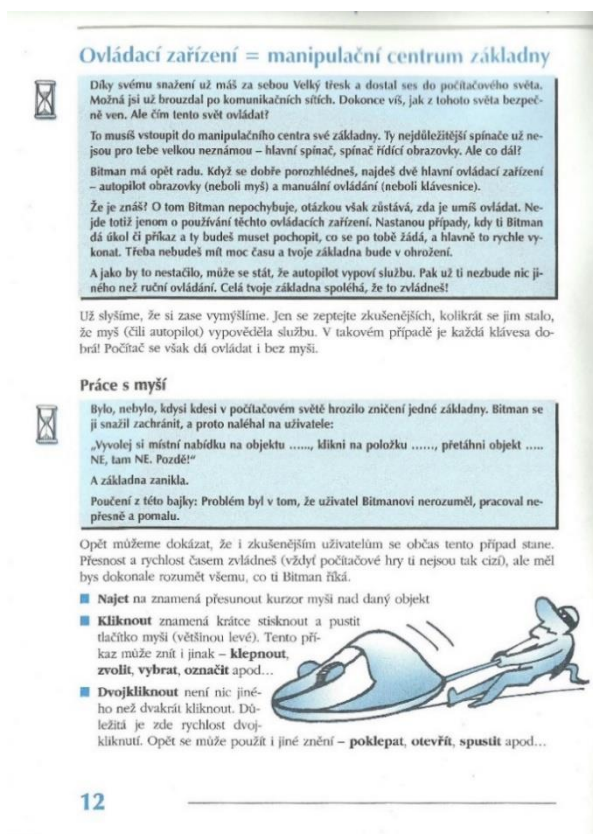 Ovládací zařízení = manipulační centrum základny
Díky svému snažení už máš za sebou Velký třesk a dostal ses do počítačového světa.
Možná jsi už brouzdal po komunikačních sítích. Dokonce víš, jak z tohoto světa bezpeč-
ně ven. Ale čím tento svět ovládat?
To musíš vstoupit do manipulačního centra své základny. Ty nejdůležitější spínače už ne-
jsou pro tebe velkou neznámou – hlavní spínač, spínač řídící obrazovky. Ale co dál?
Bitman má opět radu. Když se dobře porozhlédneš, najdeš dvě hlavní ovládací zařízení
– autopilot obrazovky (neboli myš) a manuální ovládání (neboli klávesnice).
Že je znáš? O tom Bitman nepochybuje, otázkou však zůstává, zda je umíš ovládat. Ne-
jde totiž jenom o používání těchto ovládacích zařízení. Nastanou případy, kdy ti Bitman
dá úkol či příkaz a ty budeš muset pochopit, co se po tobě žádá, a hlavně to rychle vy-
konat. Třeba nebudeš mít moc času a tvoje základna bude v ohrožení.
A jako by to nestačilo, může se stát, že autopilot vypoví službu. Pak už ti nezbude nic ji-
ného než ruční ovládání. Celá tvoje základna spoléhá, že to zvládneš!
Už slyšíme, že si zase vymýšlíme. Jen se zeptejte zkušenějších, kolikrát se jim stalo,
že myš (čili autopilot) vypověděla službu. V takovém případě je každá klávesa do-
brá! Počítač se však dá ovládat i bez myši.
Práce s myší
Bylo, nebylo, kdysi kdesi v počítačovém světě hrozilo zničení jedné základny. Bitman se
ji snažil zachránit, a proto naléhal na uživatele:
„Vyvolej si místní nabídku na objektu ......, klikni na položku ......, přetáhni objekt .....
NE, tam NE. Pozdě!“
A základna zanikla.
Poučení z této bajky: Problém byl v tom, že uživatel Bitmanovi nerozuměl, pracoval ne-
přesně a pomalu.
Opět můžeme dokázat, že i zkušenějším uživatelům se občas tento případ stane.
Přesnost a rychlost časem zvládneš (vždyť počítačové hry ti nejsou tak cizí), ale měl
bys dokonale rozumět všemu, co ti Bitman říká.
Najet na znamená přesunout kurzor myši nad daný objekt
Kliknout znamená krátce stisknout a pustit
tlačítko myši (většinou levé). Tento pří-
kaz může znít i jinak – klepnout,
zvolit, vybrat, označit apod...
Dvojkliknout není nic jiné-
ho než dvakrát kliknout. Dů-
ležitá je zde rychlost dvoj-
kliknutí. Opět se může použít i jiné znění – poklepat, otevřít, spustit apod...
12